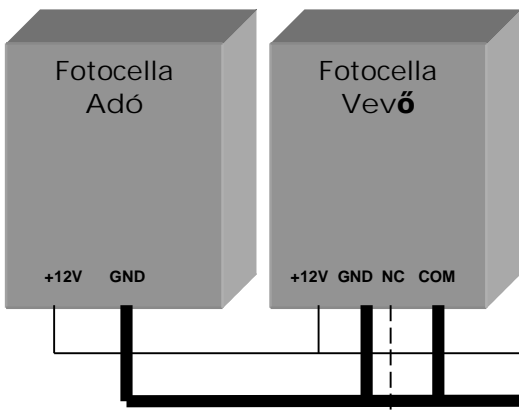 Fotocella
Adó
+12V GND
Fotocella
Vevő
+12V GND NC COM